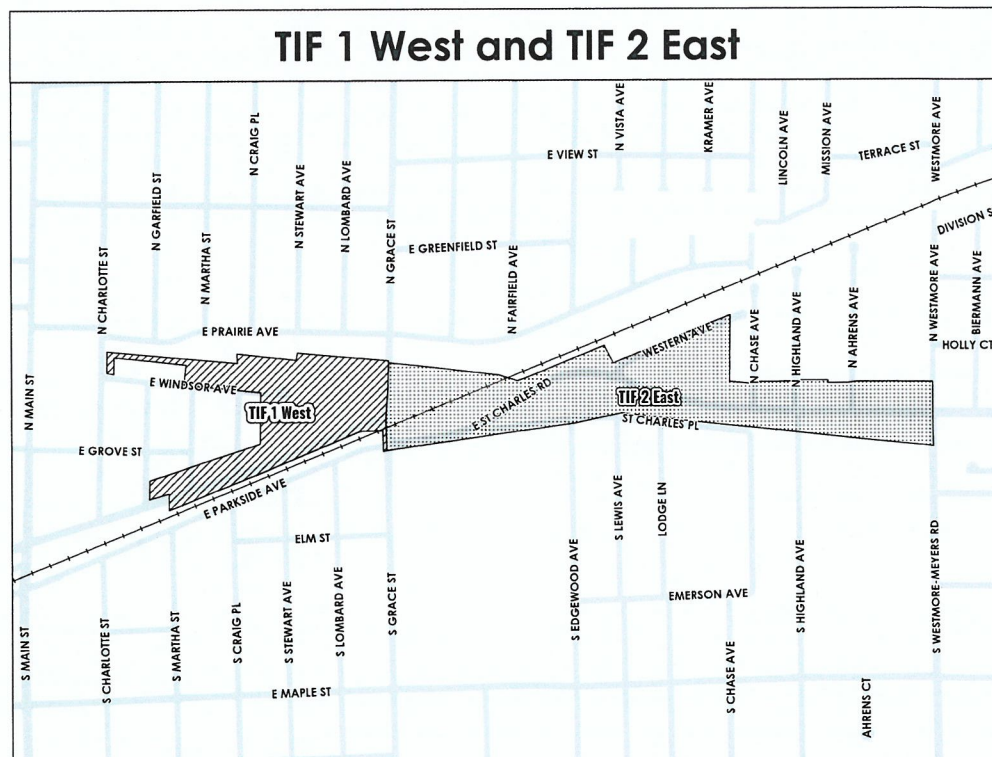 TIF 1 West and TIF 2 East
N VISTA AVE
KRAMER AVE
LINCOLN AVE
MISSION AVE
WESTMORE AVE
TERRACE ST
E VIEW ST
N CRAIG PL
N GARFIELD ST
N STEWART AVE
N LOMBARD AVE
N MARTHA ST
N GRACE ST
E GREENFIELD ST
DIVISION S
N CHARLOTTE ST
N FAIRFIELD AVE
N CHASE AVE
N HIGHLAND AVE
N AHRENS AVE
N WESTMORE AVE
BIERMANN AVE
E PRAIRIE AVE
WESTERN AVE
HOLLY CT
N MAIN ST
E WINDSOR AVE
TIF 1 West
E ST CHARLES RD
TIF 2 East
ST CHARLES PL
E GROVE ST
E PARKSIDE AVE
ELM ST
S LEWIS AVE
LODGE LN
S EDGEWOOD AVE
EMERSON AVE
S HIGHLAND AVE
S WESTMORE-MEYERS RD
S MAIN ST
S CHARLOTTE ST
S MARTHA ST
S CRAIG PL
S STEWART AVE
S LOMBARD AVE
S GRACE ST
E MAPLE ST
S CHASE AVE
AHRENS CT